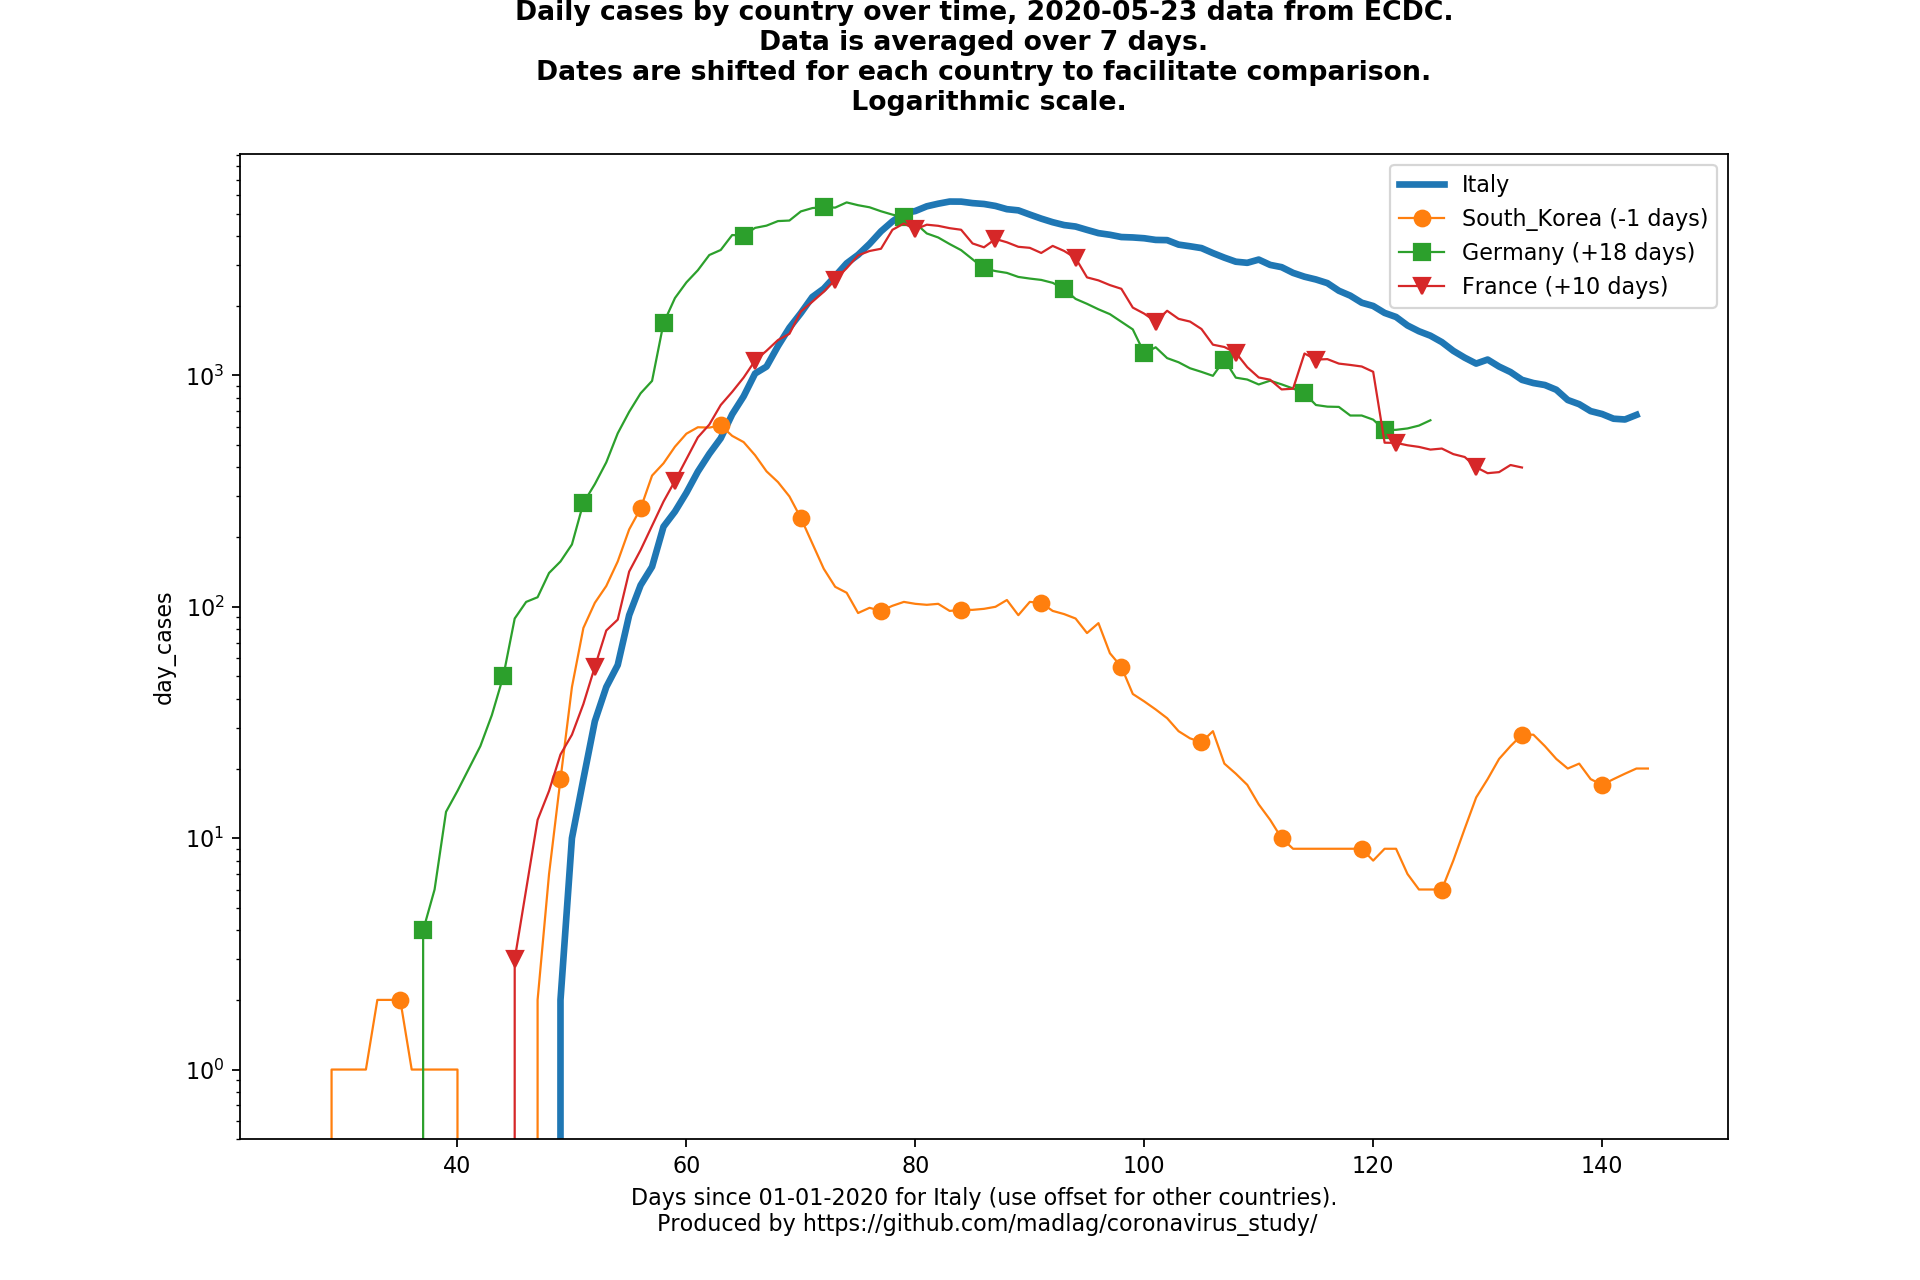 Daily cases by country over time, 2020-05-23 data from ECDC.
Data is averaged over 7 days.
Dates are shifted for each country to facilitate comparison.
Logarithmic scale.
Italy
South_Korea (-1 days)
Germany (+18 days)
France (+10 days)
day_cases
10³
10²
10¹
10⁰
40 60 80 100 120 140
Days since 01-01-2020 for Italy (use offset for other countries).
Produced by https://github.com/madlag/coronavirus_study/